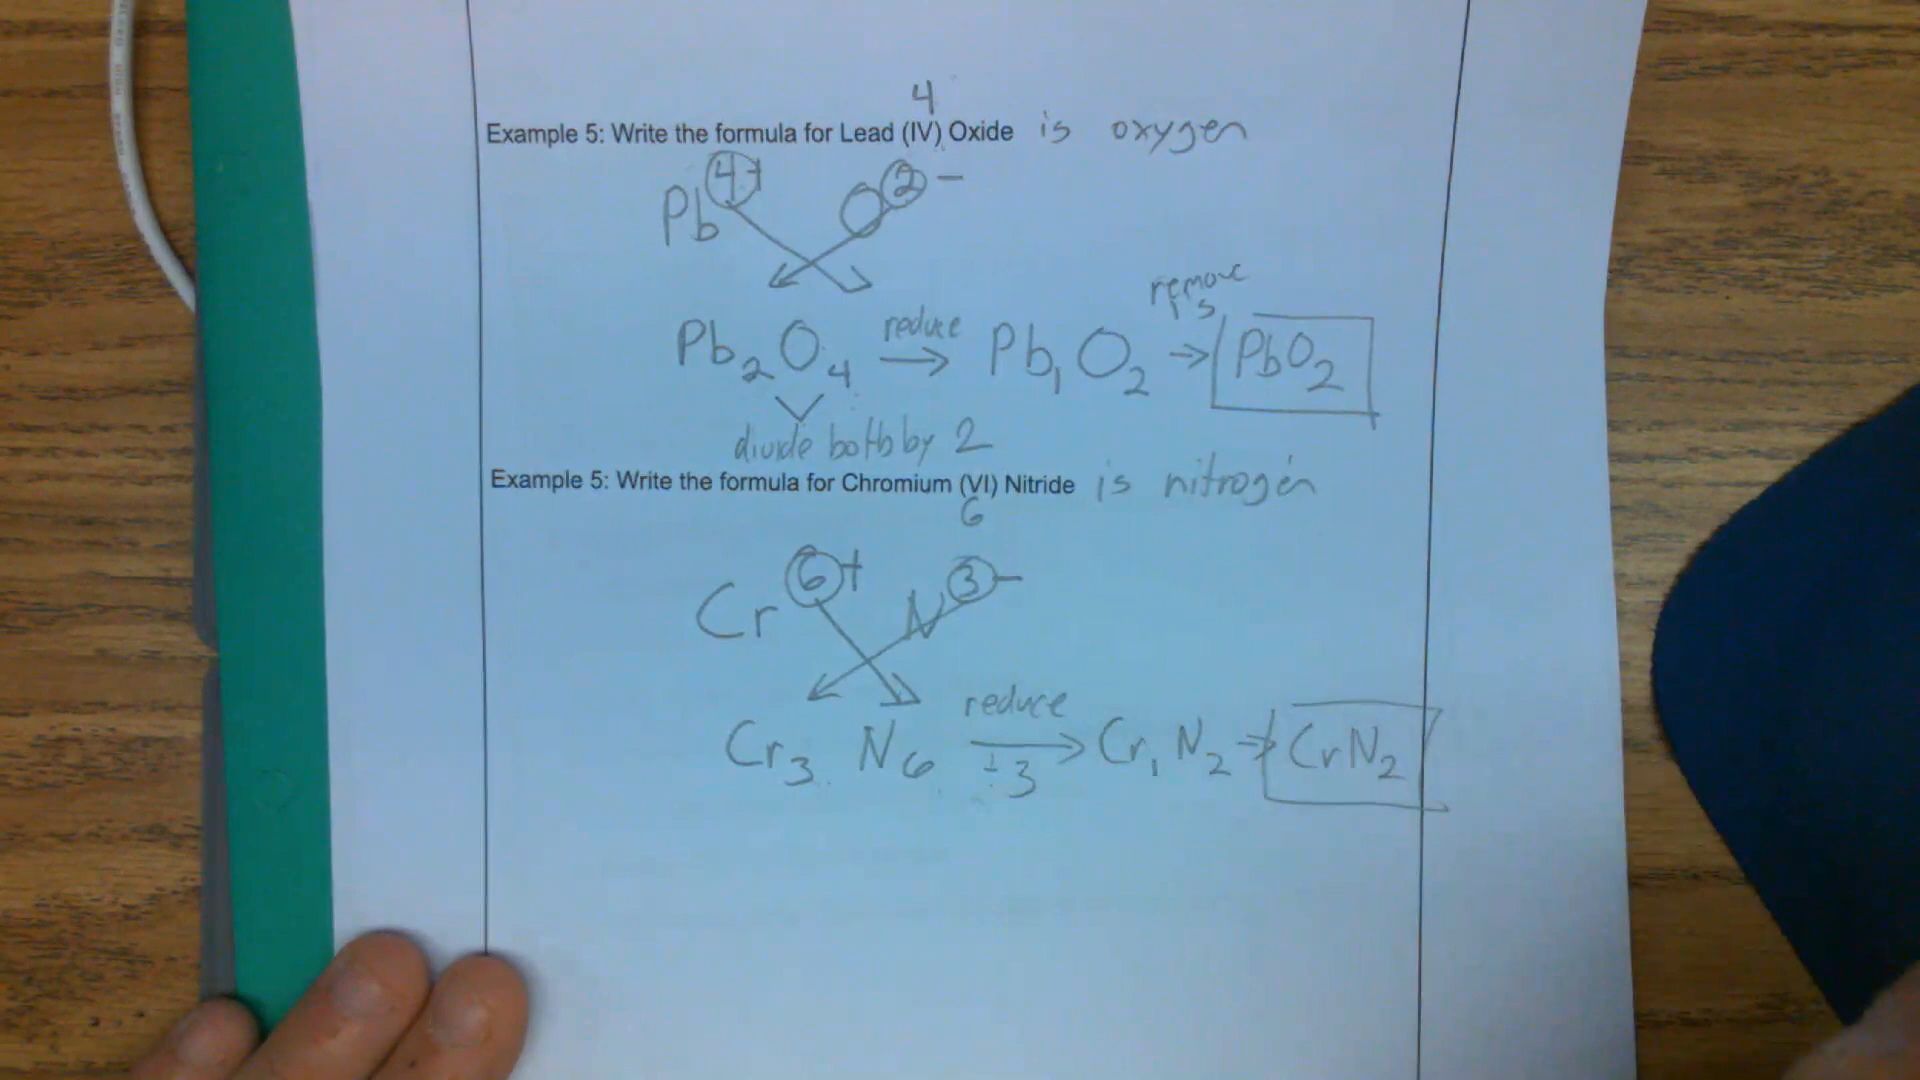 4
Example 5: Write the formula for Lead (IV) Oxide is oxygen
Pb 4+ O 2 -
remove
1's
Pb2O4 reduce → Pb1O2 → PbO2
divide both by 2
Example 5: Write the formula for Chromium (VI) Nitride is nitrogen
6
Cr 6+ N 3-
reduce
Cr3 N6 → Cr1 N2 → CrN2
÷3